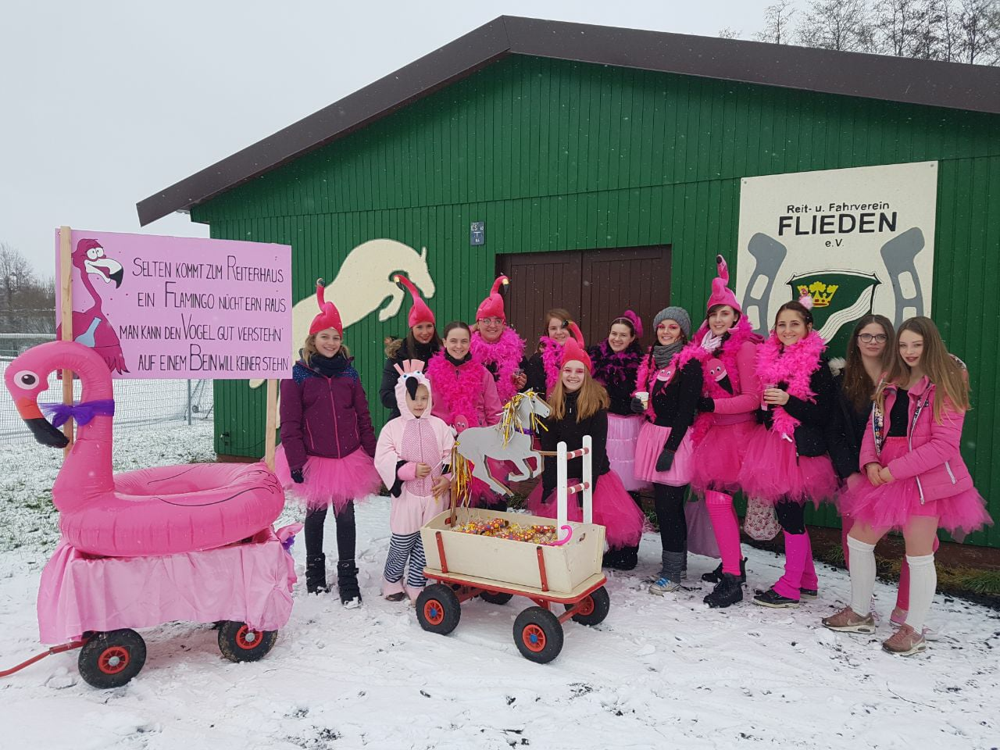 SELTEN KOMMT ZUM REITERHAUS
EIN FLAMINGO NÜCHTERN RAUS
MAN KANN DEN VOGEL GUT VERSTEHN'
AUF EINEM BEIN WILL KEINER STEHN
Reit- u. Fahrverein
FLIEDEN
e.V.